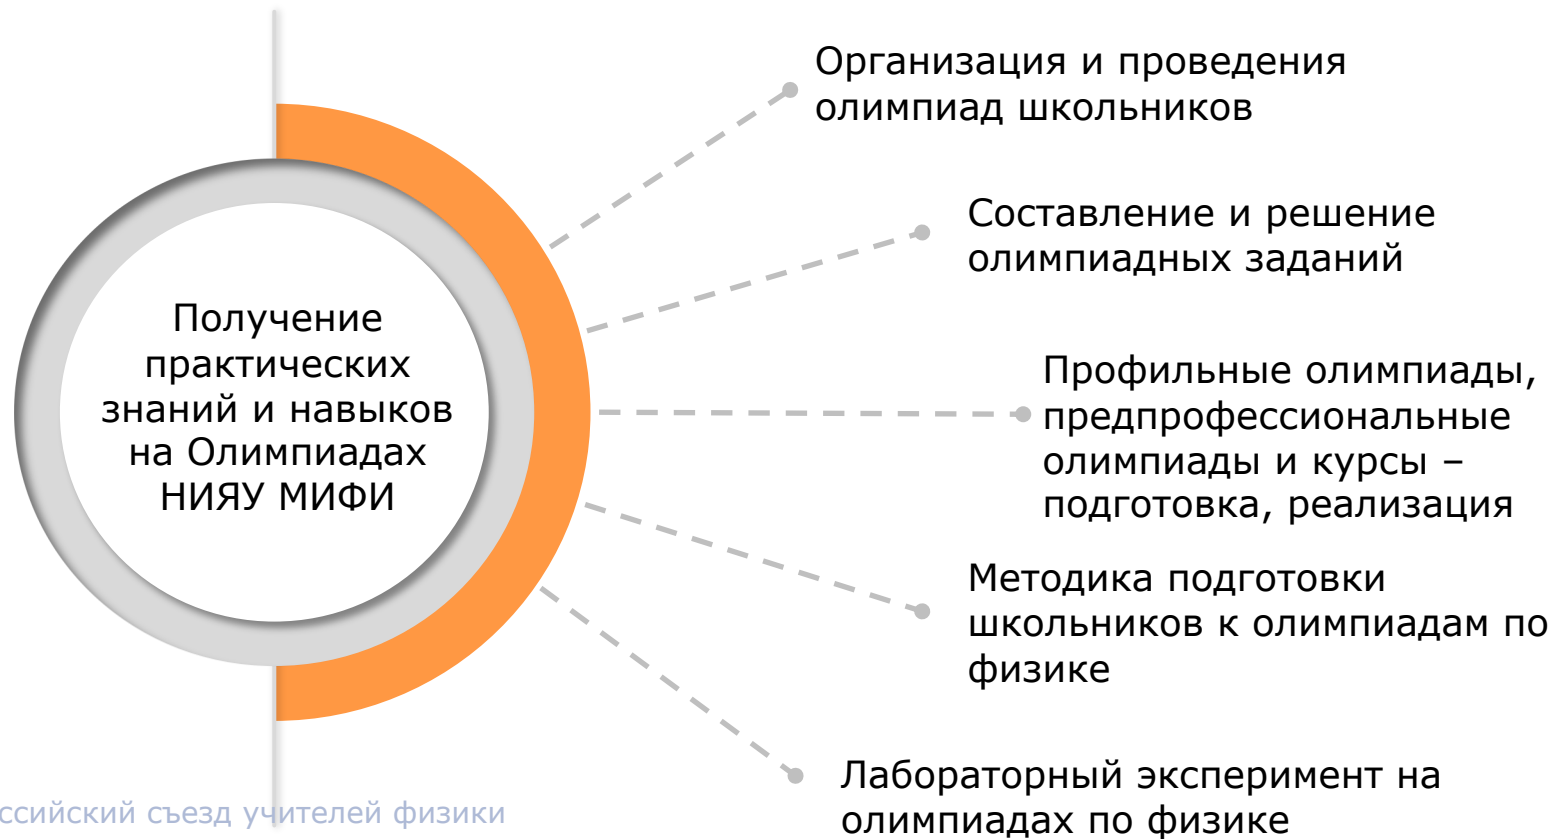 Организация и проведения
олимпиад школьников
Составление и решение
олимпиадных заданий
Получение
практических
знаний и навыков
на Олимпиадах
НИЯУ МИФИ
Профильные олимпиады,
предпрофессиональные
олимпиады и курсы –
подготовка, реализация
Методика подготовки
школьников к олимпиадам по
физике
Лабораторный эксперимент на
олимпиадах по физике
съезд учителей физики